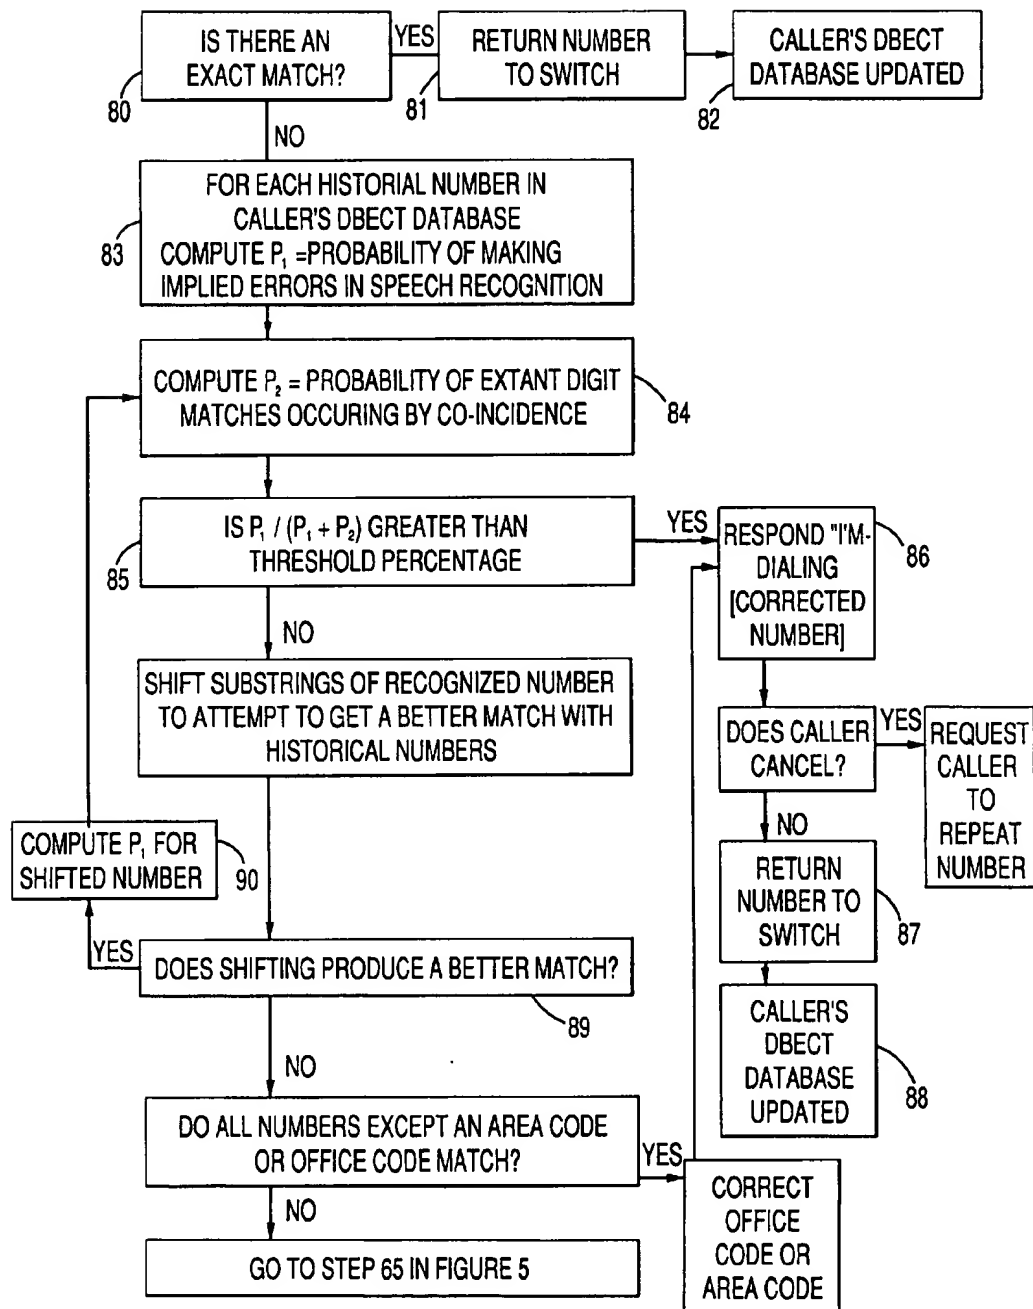 IS THERE AN
EXACT MATCH?
80
YES
RETURN NUMBER
TO SWITCH
81
CALLER'S DBECT
DATABASE UPDATED
82
NO
FOR EACH HISTORIAL NUMBER IN
CALLER'S DBECT DATABASE
COMPUTE P₁ =PROBABILITY OF MAKING
IMPLIED ERRORS IN SPEECH RECOGNITION
83
COMPUTE P₂ = PROBABILITY OF EXTANT DIGIT
MATCHES OCCURING BY CO-INCIDENCE
84
IS P₁ / (P₁ + P₂) GREATER THAN
THRESHOLD PERCENTAGE
85
YES
RESPOND "I'M-
DIALING
[CORRECTED
NUMBER]
86
NO
SHIFT SUBSTRINGS OF RECOGNIZED NUMBER
TO ATTEMPT TO GET A BETTER MATCH WITH
HISTORICAL NUMBERS
DOES CALLER
CANCEL?
YES
REQUEST
CALLER
TO
REPEAT
NUMBER
NO
RETURN
NUMBER TO
SWITCH
87
CALLER'S
DBECT
DATABASE
UPDATED
88
COMPUTE P₁ FOR
SHIFTED NUMBER
90
YES
DOES SHIFTING PRODUCE A BETTER MATCH?
89
NO
DO ALL NUMBERS EXCEPT AN AREA CODE
OR OFFICE CODE MATCH?
YES
CORRECT
OFFICE
CODE OR
AREA CODE
NO
GO TO STEP 65 IN FIGURE 5